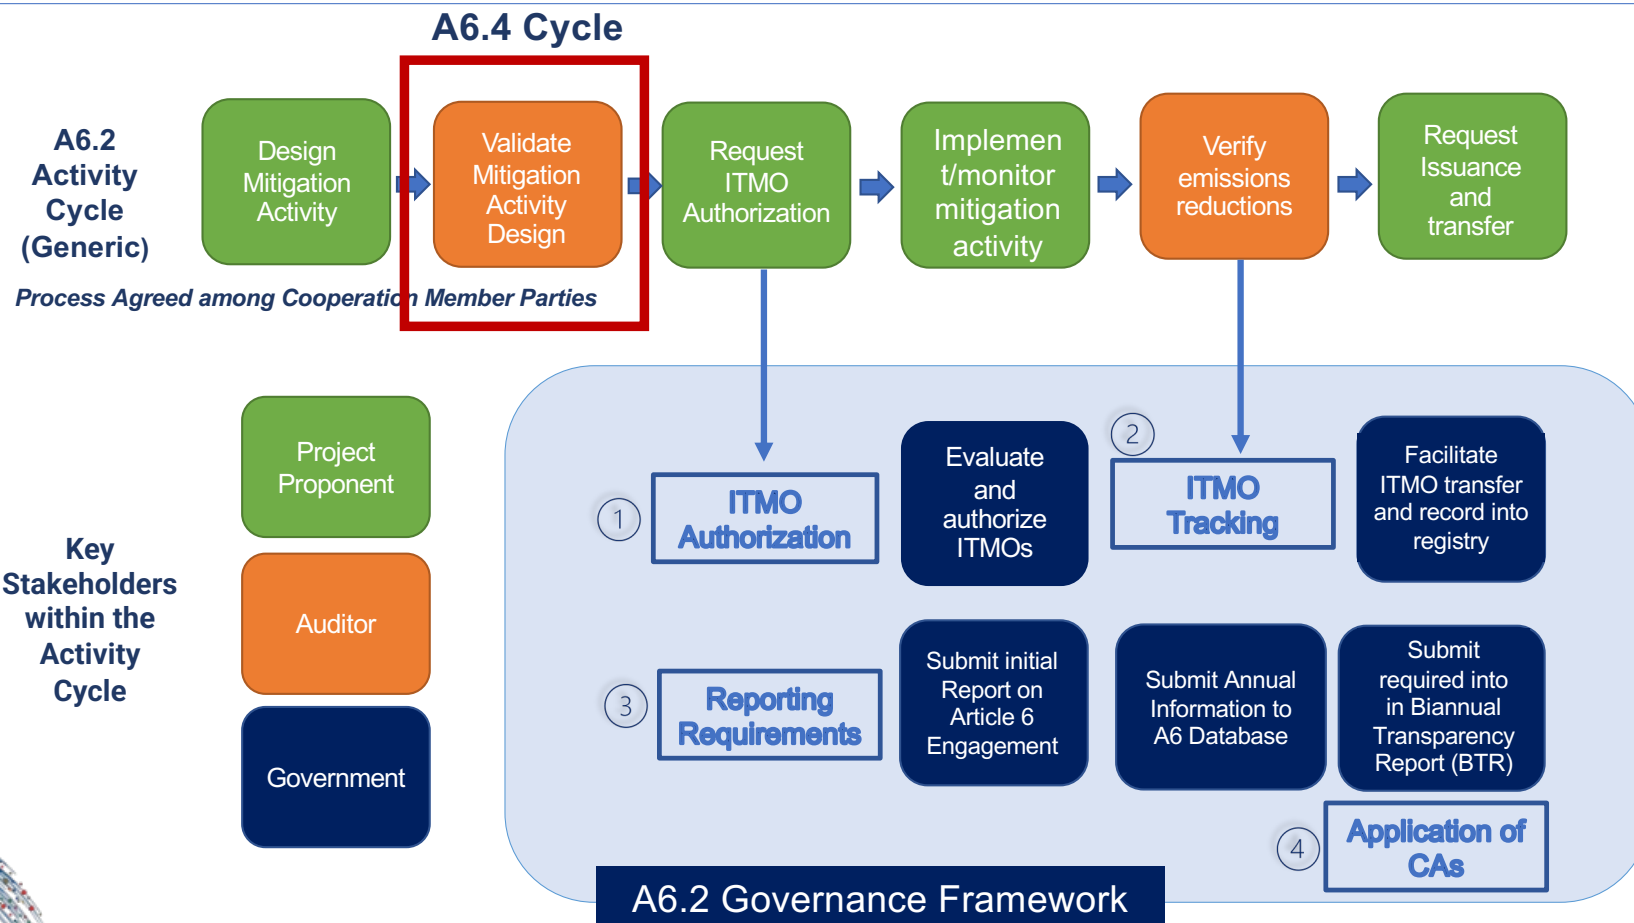 A6.4 Cycle
A6.2
Activity
Cycle
(Generic)
Design
Mitigation
Activity
Validate
Mitigation
Activity
Design
Request
ITMO
Authorization
Implemen
t/monitor
mitigation
activity
Verify
emissions
reductions
Request
Issuance
and
transfer
Process Agreed among Cooperation Member Parties
Key
Stakeholders
within the
Activity
Cycle
Project
Proponent
Auditor
Government
1
ITMO
Authorization
Evaluate
and
authorize
ITMOs
2
ITMO
Tracking
Facilitate
ITMO transfer
and record into
registry
3
Reporting
Requirements
Submit initial
Report on
Article 6
Engagement
Submit Annual
Information to
A6 Database
Submit
required into
in Biannual
Transparency
Report (BTR)
4
Application of
CAs
A6.2 Governance Framework